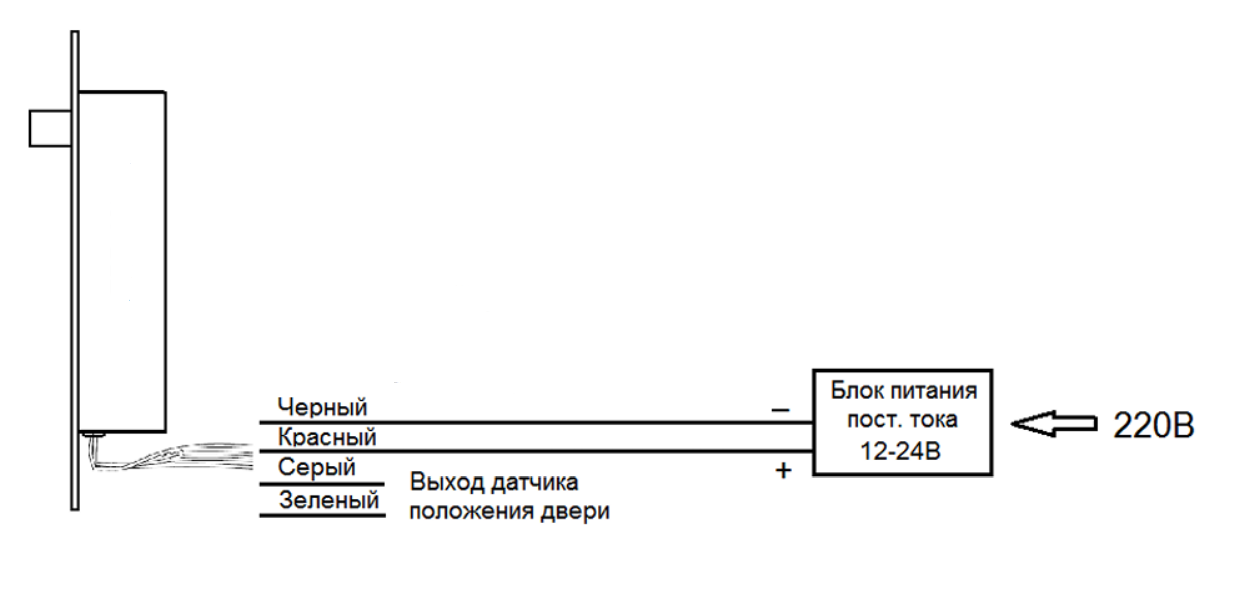 Черный
–
Красный
+
Серый
Зеленый
Выход датчика
положения двери
Блок питания
пост. тока
12-24В
220В